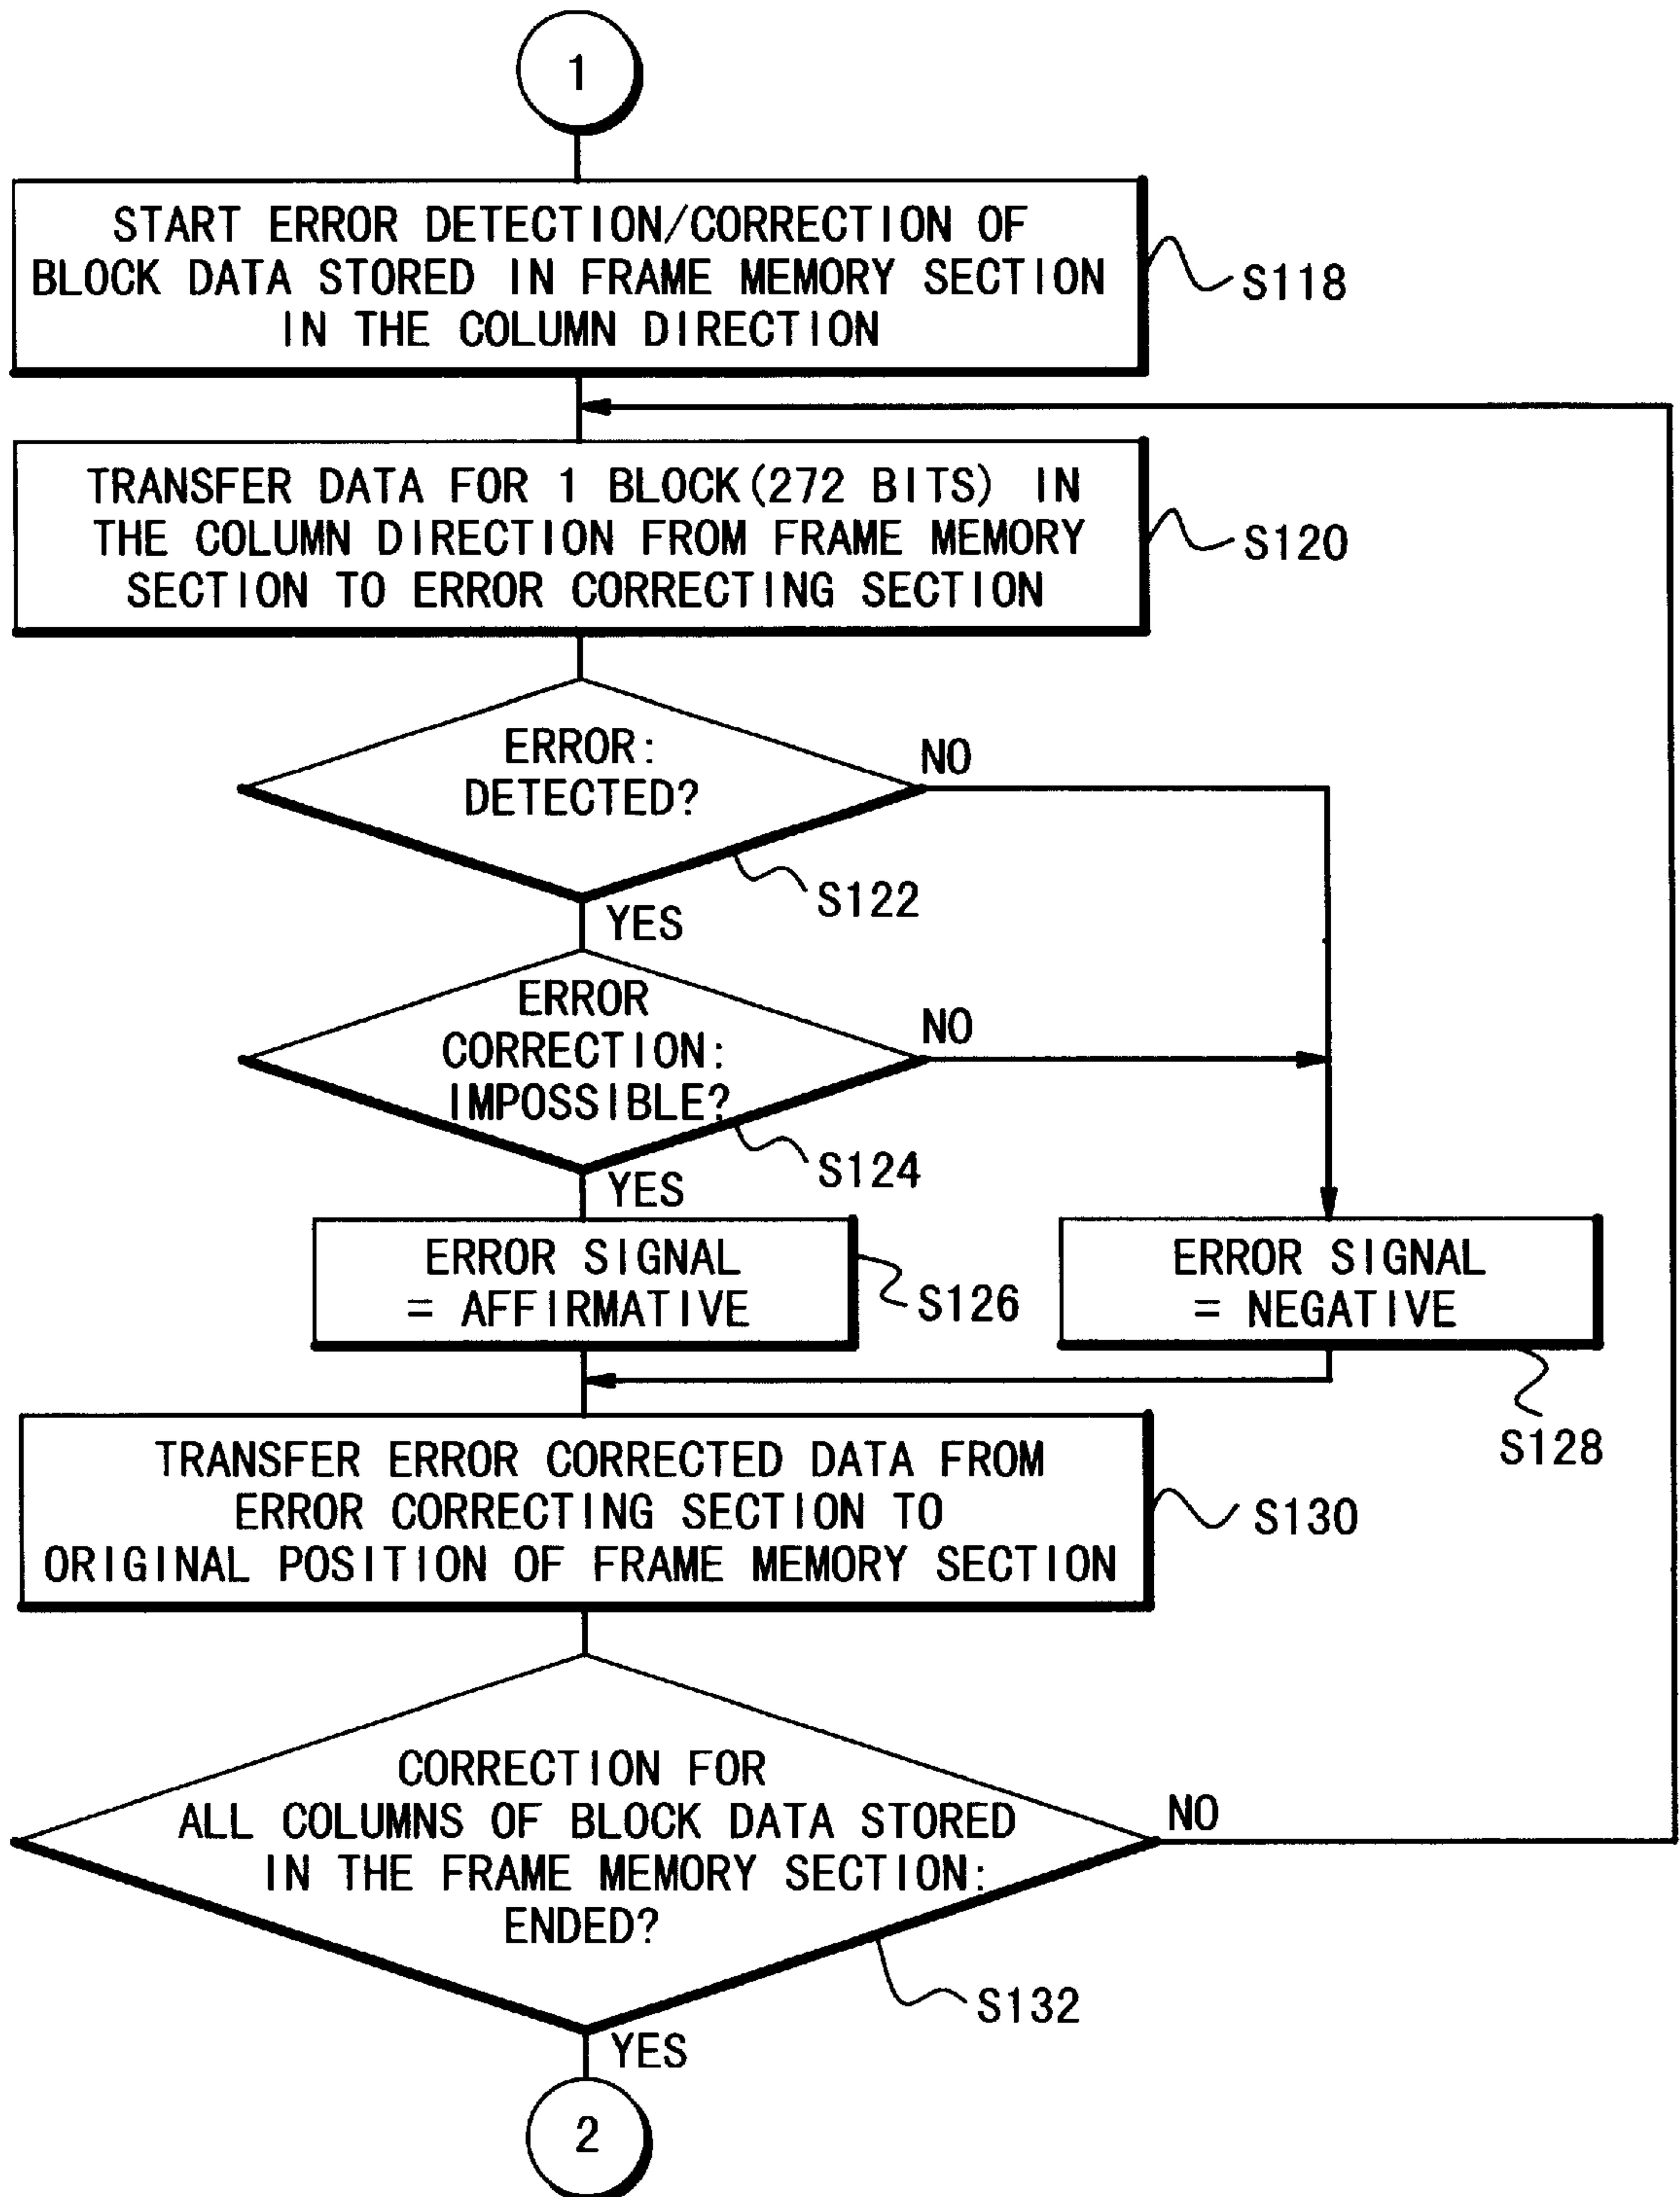 1
START ERROR DETECTION/CORRECTION OF
BLOCK DATA STORED IN FRAME MEMORY SECTION
IN THE COLUMN DIRECTION
S118
TRANSFER DATA FOR 1 BLOCK(272 BITS) IN
THE COLUMN DIRECTION FROM FRAME MEMORY
SECTION TO ERROR CORRECTING SECTION
S120
ERROR:
DETECTED?
NO
S122
YES
ERROR
CORRECTION:
IMPOSSIBLE?
NO
S124
YES
ERROR SIGNAL
= AFFIRMATIVE
S126
ERROR SIGNAL
= NEGATIVE
S128
TRANSFER ERROR CORRECTED DATA FROM
ERROR CORRECTING SECTION TO
ORIGINAL POSITION OF FRAME MEMORY SECTION
S130
CORRECTION FOR
ALL COLUMNS OF BLOCK DATA STORED
IN THE FRAME MEMORY SECTION:
ENDED?
NO
S132
YES
2